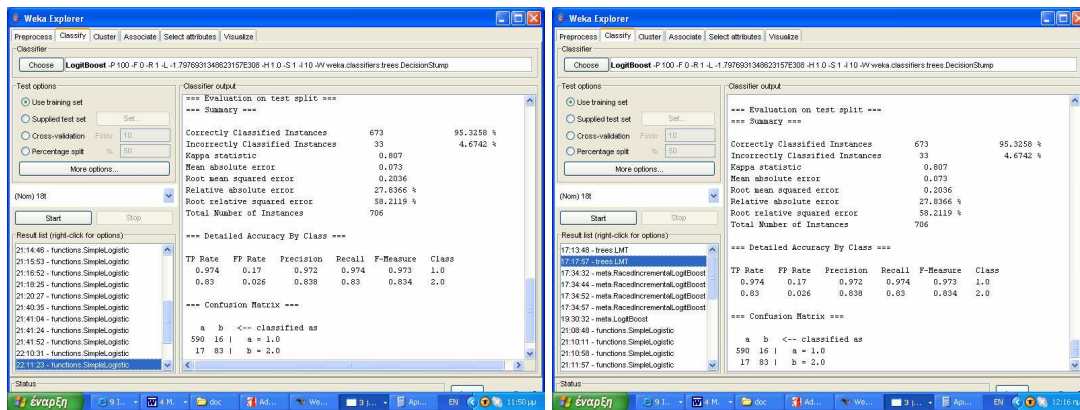 Weka Explorer
Preprocess Classify Cluster Associate Select attributes Visualize
Classifier
Choose LogitBoost -P 100 -F 0 -R 1 -L -1.7976931348623157E308 -H 1.0 -S 1 -I 10 -W weka.classifiers.trees.DecisionStump
Test options
Use training set
Supplied test set Set...
Cross-validation Folds 10
Percentage split % 50
More options...
(Nom) 18t
Start Stop
Result list (right-click for options)
21:14:46 - functions.SimpleLogistic
21:15:53 - functions.SimpleLogistic
21:16:52 - functions.SimpleLogistic
21:18:25 - functions.SimpleLogistic
21:20:27 - functions.SimpleLogistic
21:40:35 - functions.SimpleLogistic
21:41:04 - functions.SimpleLogistic
21:41:24 - functions.SimpleLogistic
21:41:52 - functions.SimpleLogistic
22:10:31 - functions.SimpleLogistic
22:11:23 - functions.SimpleLogistic
Classifier output
=== Evaluation on test split ===
=== Summary ===
Correctly Classified Instances 673 95.3258 %
Incorrectly Classified Instances 33 4.6742 %
Kappa statistic 0.807
Mean absolute error 0.073
Root mean squared error 0.2036
Relative absolute error 27.8366 %
Root relative squared error 58.2119 %
Total Number of Instances 706
=== Detailed Accuracy By Class ===
TP Rate FP Rate Precision Recall F-Measure Class
0.974 0.17 0.972 0.974 0.973 1.0
0.83 0.026 0.838 0.83 0.834 2.0
=== Confusion Matrix ===
a b <-- classified as
590 16 | a = 1.0
17 83 | b = 2.0
Status
έναρξη 9 I... 4 M. doc Ad... We... 3 j... Αρι... EN 11:50 μμ
Weka Explorer
Preprocess Classify Cluster Associate Select attributes Visualize
Classifier
Choose LogitBoost -P 100 -F 0 -R 1 -L -1.7976931348623157E308 -H 1.0 -S 1 -I 10 -W weka.classifiers.trees.DecisionStump
Test options
Use training set
Supplied test set Set...
Cross-validation Folds 10
Percentage split % 50
More options...
(Nom) 18t
Start Stop
Result list (right-click for options)
17:13:48 - trees.LMT
17:17:57 - trees.LMT
17:34:32 - meta.RacedIncrementalLogitBoost
17:34:44 - meta.RacedIncrementalLogitBoost
17:34:52 - meta.RacedIncrementalLogitBoost
17:34:57 - meta.RacedIncrementalLogitBoost
19:30:32 - meta.LogitBoost
21:08:48 - functions.SimpleLogistic
21:10:11 - functions.SimpleLogistic
21:10:58 - functions.SimpleLogistic
21:11:57 - functions.SimpleLogistic
Classifier output
=== Evaluation on test split ===
=== Summary ===
Correctly Classified Instances 673 95.3258 %
Incorrectly Classified Instances 33 4.6742 %
Kappa statistic 0.807
Mean absolute error 0.073
Root mean squared error 0.2036
Relative absolute error 27.8366 %
Root relative squared error 58.2119 %
Total Number of Instances 706
=== Detailed Accuracy By Class ===
TP Rate FP Rate Precision Recall F-Measure Class
0.974 0.17 0.972 0.974 0.973 1.0
0.83 0.026 0.838 0.83 0.834 2.0
=== Confusion Matrix ===
a b <-- classified as
590 16 | a = 1.0
17 83 | b = 2.0
Status
έναρξη 9 I... 4 M. doc Ad... We... 3 j... Αρι... EN 12:16